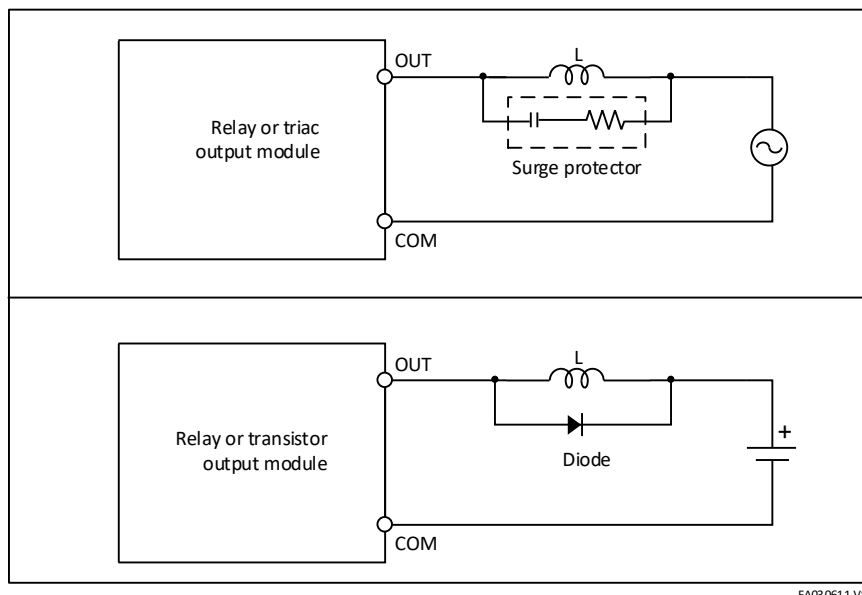 OUT
L
Relay or triac
output module
Surge protector
COM
OUT
L
Relay or transistor
output module
+
Diode
COM